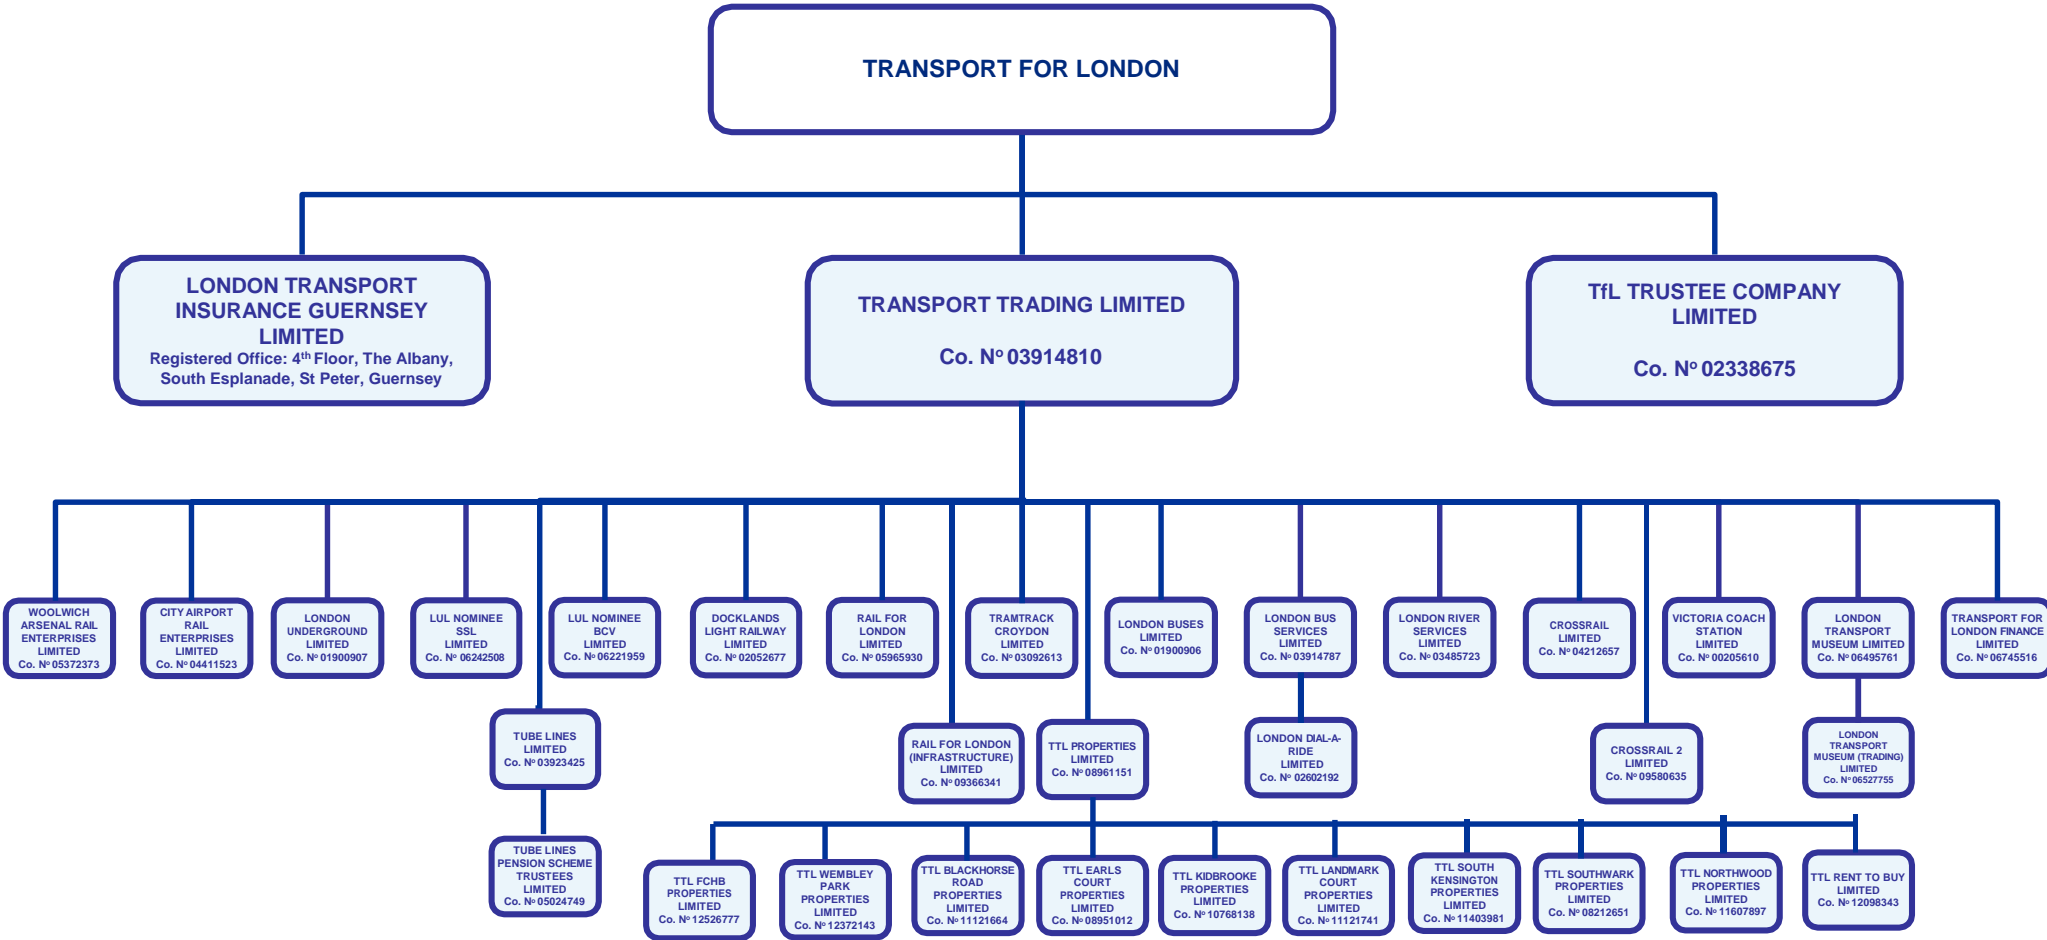 TRANSPORT FOR LONDON
LONDON TRANSPORT
INSURANCE GUERNSEY
LIMITED
Registered Office: 4th Floor, The Albany,
South Esplanade, St Peter, Guernsey
TRANSPORT TRADING LIMITED
Co. Nº 03914810
TfL TRUSTEE COMPANY
LIMITED
Co. Nº 02338675
WOOLWICH
ARSENAL RAIL
ENTERPRISES
LIMITED
Co. Nº 05372373
CITY AIRPORT
RAIL
ENTERPRISES
LIMITED
Co. Nº 04411523
LONDON
UNDERGROUND
LIMITED
Co. Nº 01900907
LUL NOMINEE
SSL
LIMITED
Co. Nº 06242508
LUL NOMINEE
BCV
LIMITED
Co. Nº 06221959
DOCKLANDS
LIGHT RAILWAY
LIMITED
Co. Nº 02052677
RAIL FOR
LONDON
LIMITED
Co. Nº 05965930
TRAMTRACK
CROYDON
LIMITED
Co. Nº 03092613
LONDON BUSES
LIMITED
Co. Nº 01900906
LONDON BUS
SERVICES
LIMITED
Co. Nº 03914787
LONDON RIVER
SERVICES
LIMITED
Co. Nº 03485723
CROSSRAIL
LIMITED
Co. Nº 04212657
VICTORIA COACH
STATION
LIMITED
Co. Nº 00205610
LONDON
TRANSPORT
MUSEUM LIMITED
Co. Nº 06495761
TRANSPORT FOR
LONDON FINANCE
LIMITED
Co. Nº 06745516
TUBE LINES
LIMITED
Co. Nº 03923425
RAIL FOR LONDON
(INFRASTRUCTURE)
LIMITED
Co. Nº 09366341
TTL PROPERTIES
LIMITED
Co. Nº 08961151
LONDON DIAL-A-
RIDE
LIMITED
Co. Nº 02602192
CROSSRAIL 2
LIMITED
Co. Nº 09580635
LONDON
TRANSPORT
MUSEUM (TRADING)
LIMITED
Co. Nº 06527755
TUBE LINES
PENSION SCHEME
TRUSTEES
LIMITED
Co. Nº 05024749
TTL FCHB
PROPERTIES
LIMITED
Co. Nº 12526777
TTL WEMBLEY
PARK
PROPERTIES
LIMITED
Co. Nº 12372143
TTL BLACKHORSE
ROAD
PROPERTIES
LIMITED
Co. Nº 11121664
TTL EARLS
COURT
PROPERTIES
LIMITED
Co. Nº 08951012
TTL KIDBROOKE
PROPERTIES
LIMITED
Co. Nº 10768138
TTL LANDMARK
COURT
PROPERTIES
LIMITED
Co. Nº 11121741
TTL SOUTH
KENSINGTON
PROPERTIES
LIMITED
Co. Nº 11403981
TTL SOUTHWARK
PROPERTIES
LIMITED
Co. Nº 08212651
TTL NORTHWOOD
PROPERTIES
LIMITED
Co. Nº 11607897
TTL RENT TO BUY
LIMITED
Co. Nº 12098343